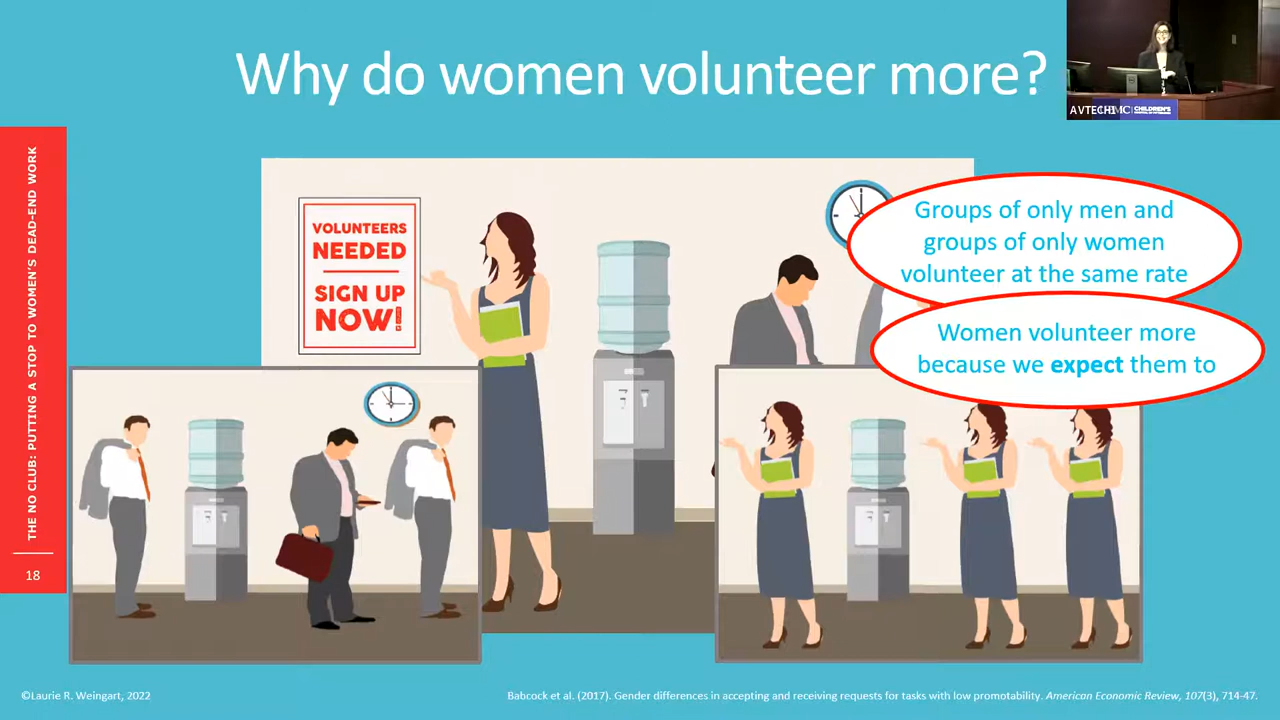 Why do women volunteer more?
AVTECH
CHILDREN'S
THE NO CLUB: PUTTING A STOP TO WOMEN'S DEAD-END WORK
18
VOLUNTEERS
NEEDED
SIGN UP
NOW!
Groups of only men and
groups of only women
volunteer at the same rate
Women volunteer more
because we expect them to
©Laurie R. Weingart, 2022
Babcock et al. (2017). Gender differences in accepting and receiving requests for tasks with low promotability. American Economic Review, 107(3), 714-47.